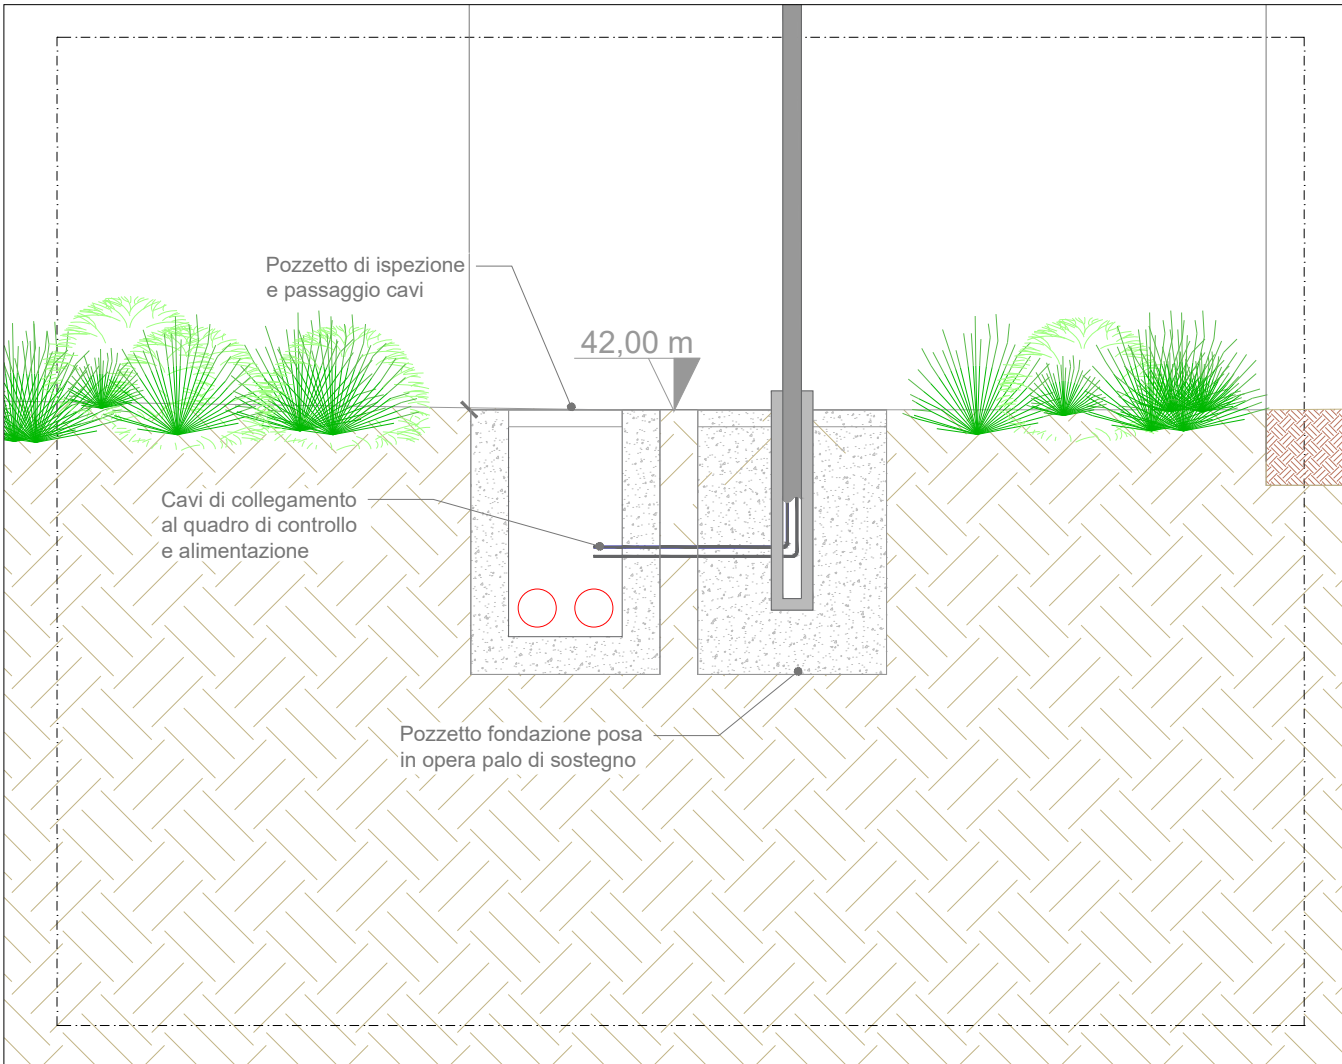 Pozzetto di ispezione
e passaggio cavi
42,00 m
Cavi di collegamento
al quadro di controllo
e alimentazione
Pozzetto fondazione posa
in opera palo di sostegno